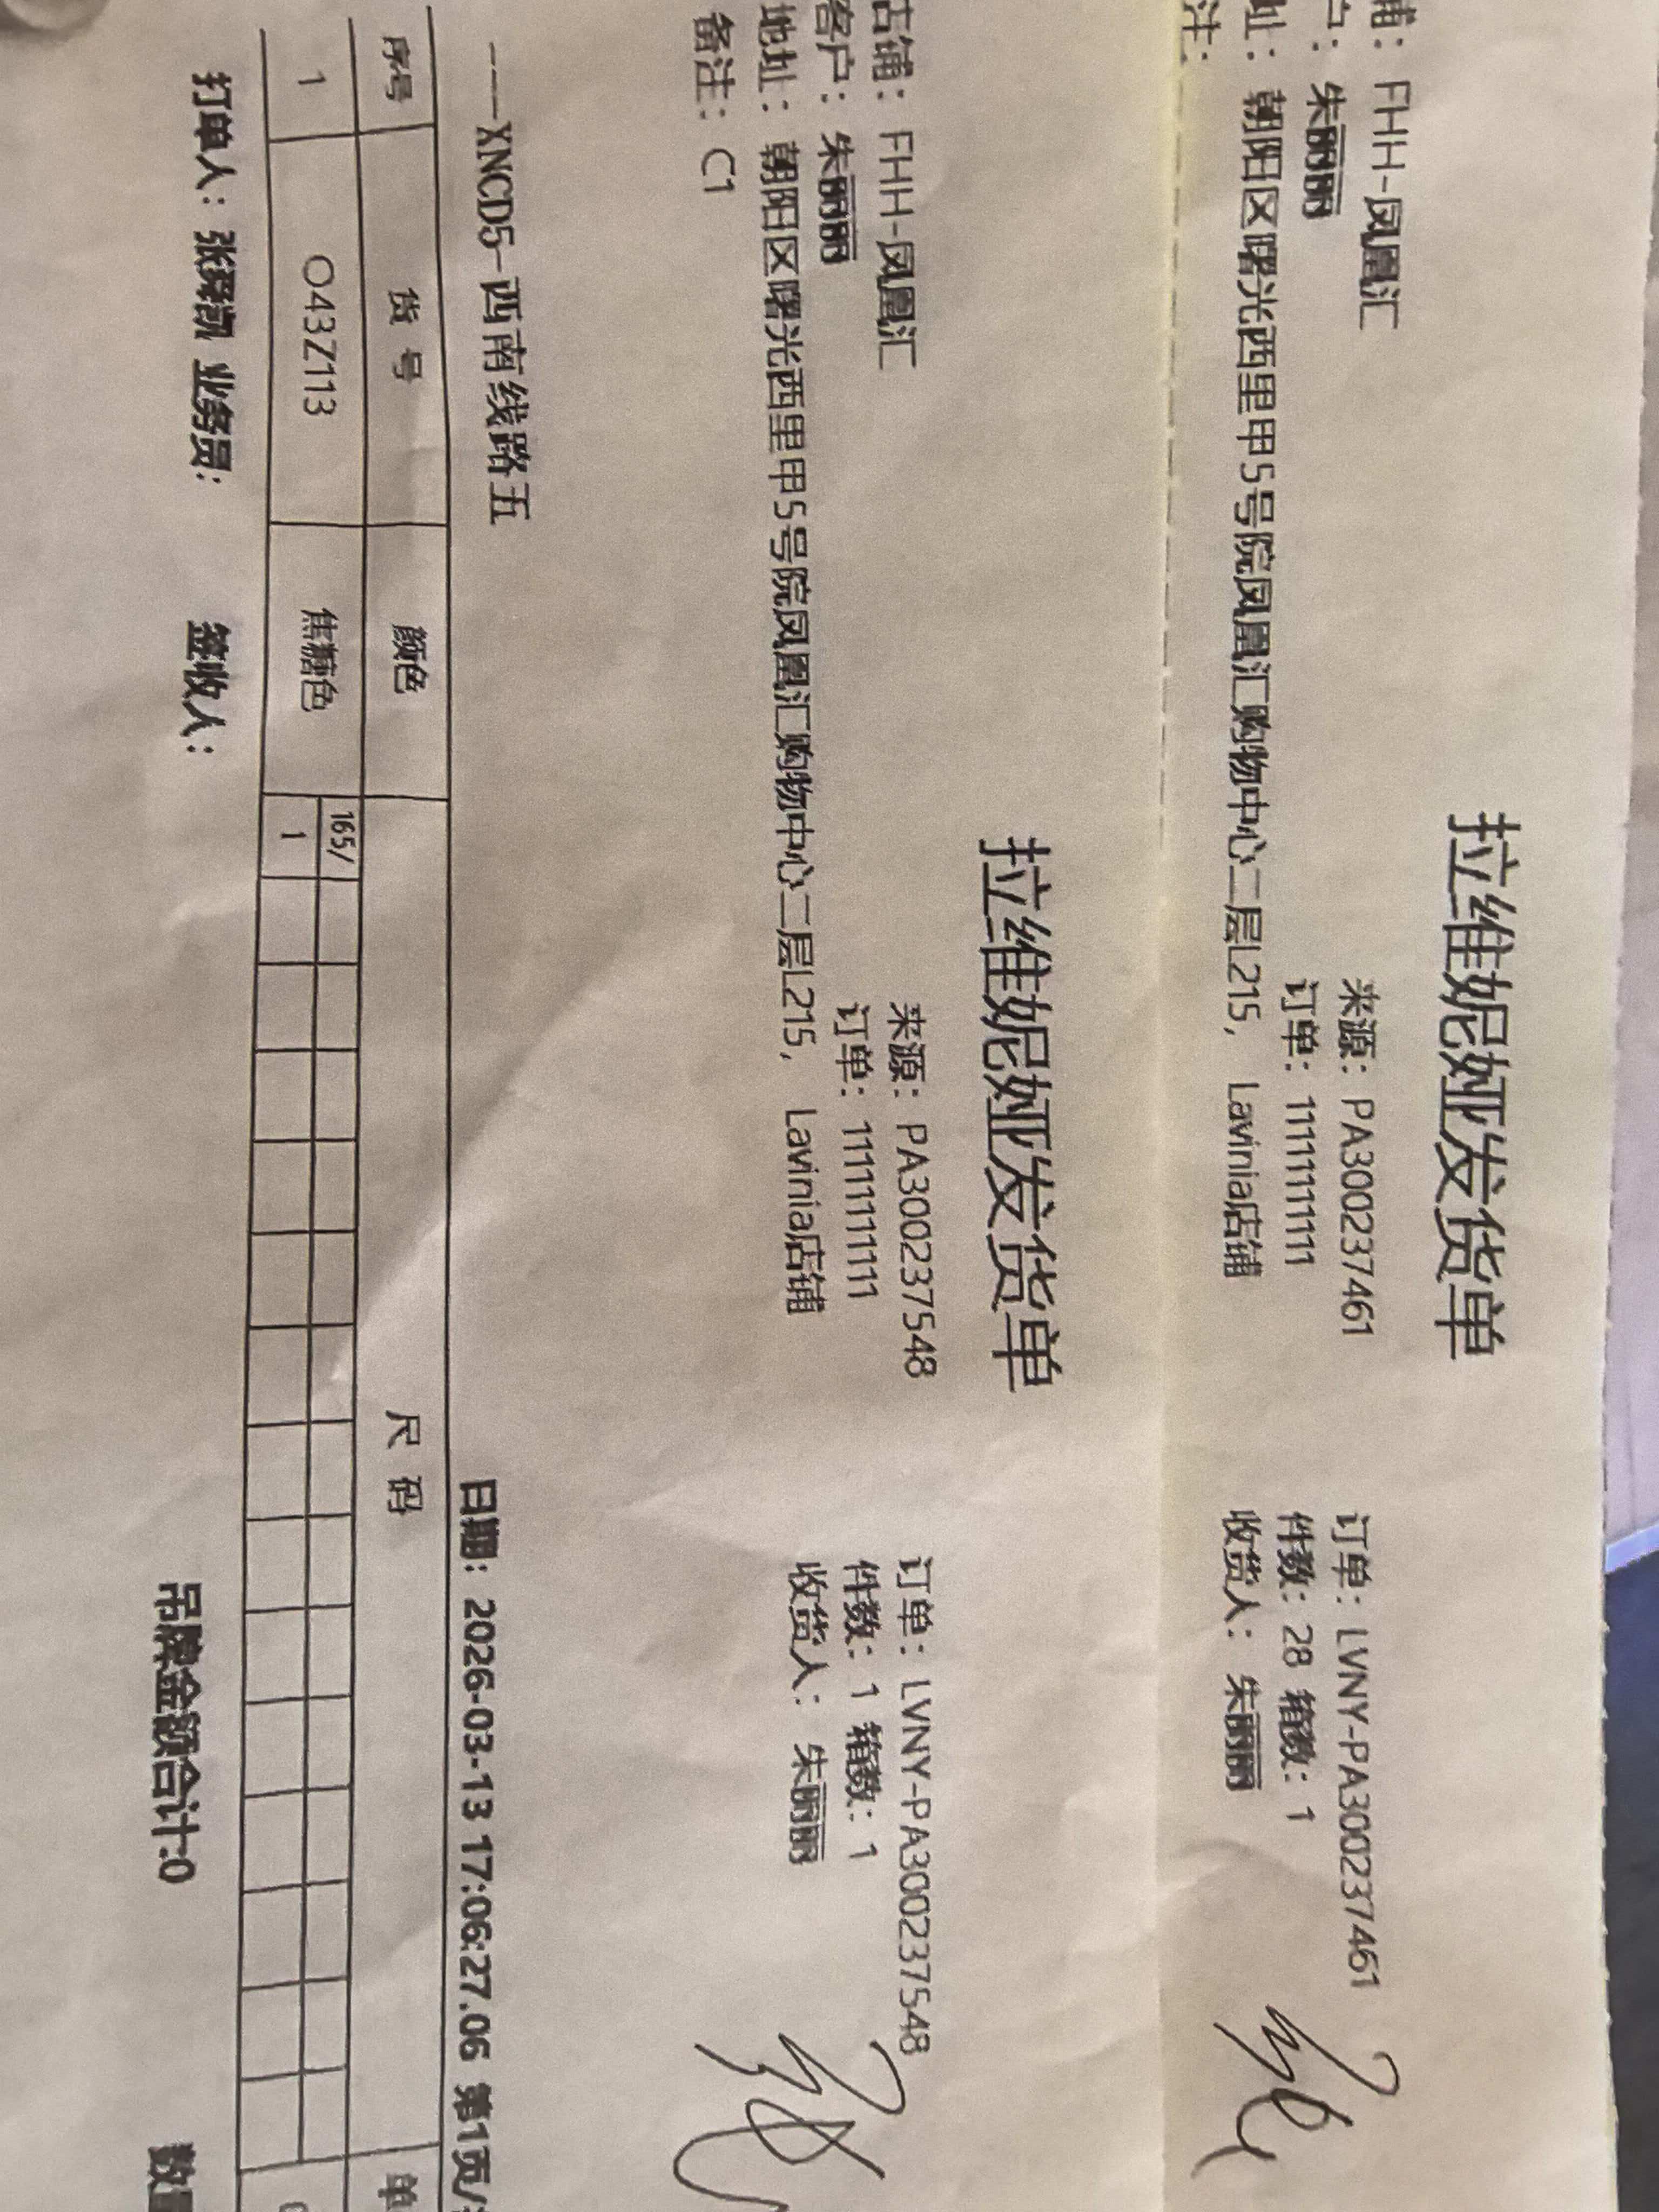 拉维妮娅发货单
铺: FHH-凤凰汇 来源: PA300237461 订单: LVNY-PA300237461
户: 朱丽丽 订单: 1111111111 件数: 28 箱数: 1
址: 朝阳区曙光西里甲5号院凤凰汇购物中心二层L215, Lavinia店铺 收货人: 朱丽丽
注:
拉维妮娅发货单
店铺: FHH-凤凰汇 来源: PA300237548 订单: LVNY-PA300237548
客户: 朱丽丽 订单: 1111111111 件数: 1 箱数: 1
地址: 朝阳区曙光西里甲5号院凤凰汇购物中心二层L215, Lavinia店铺 收货人: 朱丽丽
备注: C1
----XNCD5-西南线路五 日期: 2026-03-13 17:06:27.06 第1页/
序号 货 号 颜色 尺 码 单
1 O43Z113 焦糖色 165/
1
打单人: 业务员: 签收人: 吊牌金额合计:0 数量